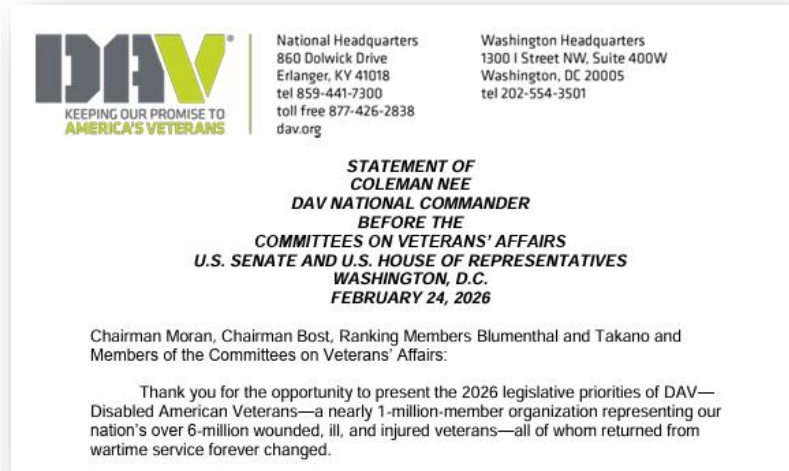 DAV®
KEEPING OUR PROMISE TO
AMERICA'S VETERANS
National Headquarters
860 Dolwick Drive
Erlanger, KY 41018
tel 859-441-7300
toll free 877-426-2838
dav.org
Washington Headquarters
1300 I Street NW, Suite 400W
Washington, DC 20005
tel 202-554-3501
STATEMENT OF
COLEMAN NEE
DAV NATIONAL COMMANDER
BEFORE THE
COMMITTEES ON VETERANS' AFFAIRS
U.S. SENATE AND U.S. HOUSE OF REPRESENTATIVES
WASHINGTON, D.C.
FEBRUARY 24, 2026
Chairman Moran, Chairman Bost, Ranking Members Blumenthal and Takano and
Members of the Committees on Veterans' Affairs:
Thank you for the opportunity to present the 2026 legislative priorities of DAV—
Disabled American Veterans—a nearly 1-million-member organization representing our
nation's over 6-million wounded, ill, and injured veterans—all of whom returned from
wartime service forever changed.